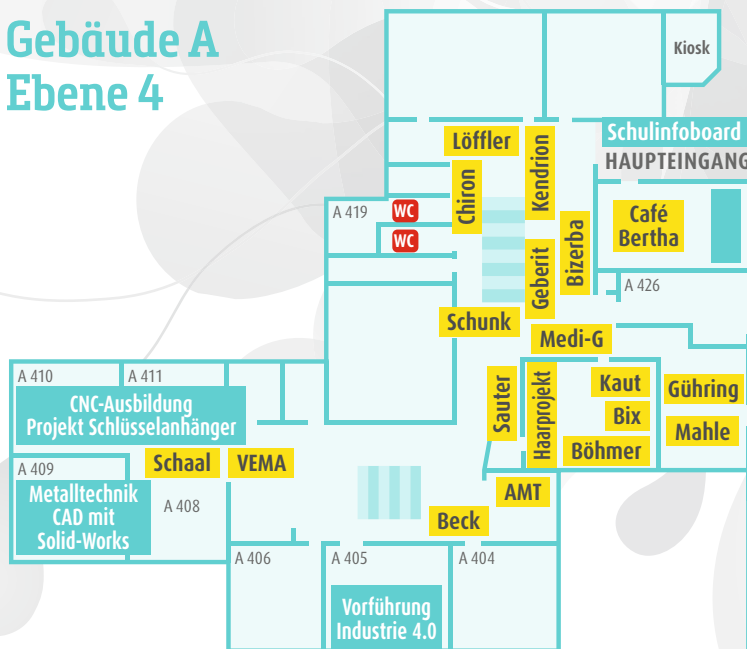 Gebäude A
Ebene 4
Kiosk
Schulinfoboard
HAUPTEINGANG
Löffler
Kendrion
Chiron
A 419
WC
WC
Café
Bertha
Bizerba
Geberit
A 426
Schunk
Medi-G
A 410
A 411
CNC-Ausbildung
Projekt Schlüsselanhänger
Sauter
Haarprojekt
Kaut
Bix
Böhmer
Gühring
Mahle
A 409
Schaal
VEMA
Metalltechnik
CAD mit
Solid-Works
A 408
AMT
Beck
A 406
A 405
A 404
Vorführung
Industrie 4.0